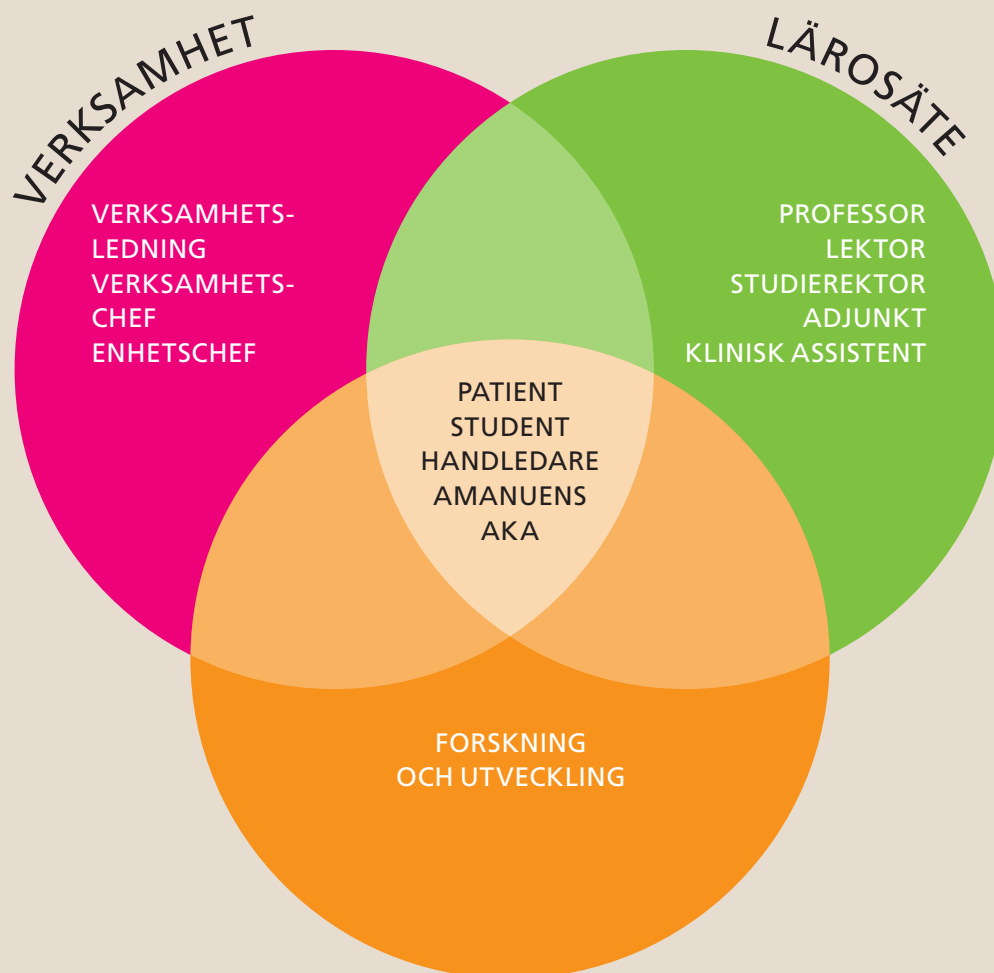 VERKSAMHET
LÄROSÄTE
VERKSAMHETS-
LEDNING
VERKSAMHETS-
CHEF
ENHETSCHEF
PROFESSOR
LEKTOR
STUDIEREKTOR
ADJUNKT
KLINISK ASSISTENT
PATIENT
STUDENT
HANDLEDARE
AMANUENS
AKA
FORSKNING
OCH UTVECKLING